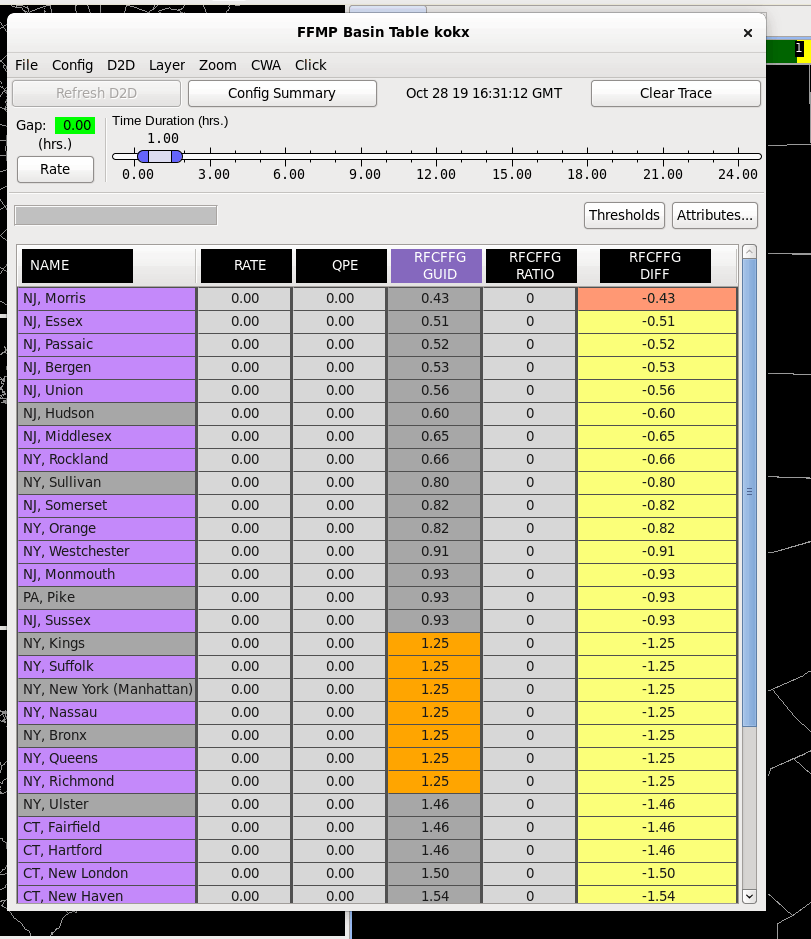 FFMP Basin Table kokx
×
1
File Config D2D Layer Zoom CWA Click
Refresh D2D Config Summary Oct 28 19 16:31:12 GMT Clear Trace
Gap: 0.00
(hrs.)
Rate
Time Duration (hrs.)
1.00
0.00 3.00 6.00 9.00 12.00 15.00 18.00 21.00 24.00
Thresholds Attributes...
NAME RATE QPE RFCFFG GUID RFCFFG RATIO RFCFFG DIFF
NJ, Morris 0.00 0.00 0.43 0 -0.43
NJ, Essex 0.00 0.00 0.51 0 -0.51
NJ, Passaic 0.00 0.00 0.52 0 -0.52
NJ, Bergen 0.00 0.00 0.53 0 -0.53
NJ, Union 0.00 0.00 0.56 0 -0.56
NJ, Hudson 0.00 0.00 0.60 0 -0.60
NJ, Middlesex 0.00 0.00 0.65 0 -0.65
NY, Rockland 0.00 0.00 0.66 0 -0.66
NY, Sullivan 0.00 0.00 0.80 0 -0.80
NJ, Somerset 0.00 0.00 0.82 0 -0.82
NY, Orange 0.00 0.00 0.82 0 -0.82
NY, Westchester 0.00 0.00 0.91 0 -0.91
NJ, Monmouth 0.00 0.00 0.93 0 -0.93
PA, Pike 0.00 0.00 0.93 0 -0.93
NJ, Sussex 0.00 0.00 0.93 0 -0.93
NY, Kings 0.00 0.00 1.25 0 -1.25
NY, Suffolk 0.00 0.00 1.25 0 -1.25
NY, New York (Manhattan) 0.00 0.00 1.25 0 -1.25
NY, Nassau 0.00 0.00 1.25 0 -1.25
NY, Bronx 0.00 0.00 1.25 0 -1.25
NY, Queens 0.00 0.00 1.25 0 -1.25
NY, Richmond 0.00 0.00 1.25 0 -1.25
NY, Ulster 0.00 0.00 1.46 0 -1.46
CT, Fairfield 0.00 0.00 1.46 0 -1.46
CT, Hartford 0.00 0.00 1.46 0 -1.46
CT, New London 0.00 0.00 1.50 0 -1.50
CT, New Haven 0.00 0.00 1.54 0 -1.54